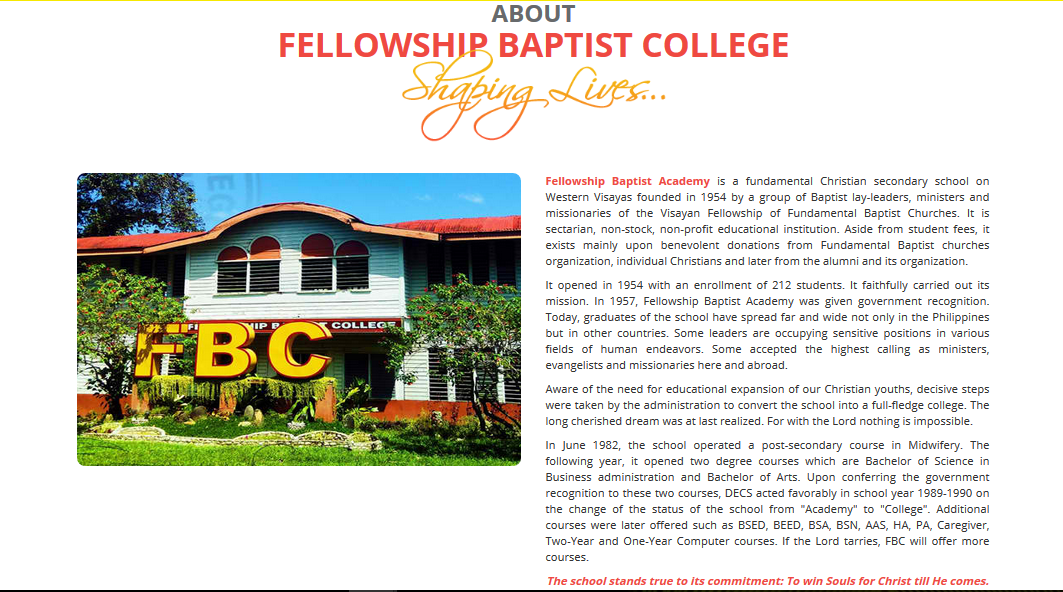 ABOUT
FELLOWSHIP BAPTIST COLLEGE
Shaping Lives...
FBC
COLLEGE
Fellowship Baptist Academy is a fundamental Christian secondary school on
Western Visayas founded in 1954 by a group of Baptist lay-leaders, ministers and
missionaries of the Visayan Fellowship of Fundamental Baptist Churches. It is
sectarian, non-stock, non-profit educational institution. Aside from student fees, it
exists mainly upon benevolent donations from Fundamental Baptist churches
organization, individual Christians and later from the alumni and its organization.
It opened in 1954 with an enrollment of 212 students. It faithfully carried out its
mission. In 1957, Fellowship Baptist Academy was given government recognition.
Today, graduates of the school have spread far and wide not only in the Philippines
but in other countries. Some leaders are occupying sensitive positions in various
fields of human endeavors. Some accepted the highest calling as ministers,
evangelists and missionaries here and abroad.
Aware of the need for educational expansion of our Christian youths, decisive steps
were taken by the administration to convert the school into a full-fledge college. The
long cherished dream was at last realized. For with the Lord nothing is impossible.
In June 1982, the school operated a post-secondary course in Midwifery. The
following year, it opened two degree courses which are Bachelor of Science in
Business administration and Bachelor of Arts. Upon conferring the government
recognition to these two courses, DECS acted favorably in school year 1989-1990 on
the change of the status of the school from "Academy" to "College". Additional
courses were later offered such as BSED, BEED, BSA, BSN, AAS, HA, PA, Caregiver,
Two-Year and One-Year Computer courses. If the Lord tarries, FBC will offer more
courses.
The school stands true to its commitment: To win Souls for Christ till He comes.